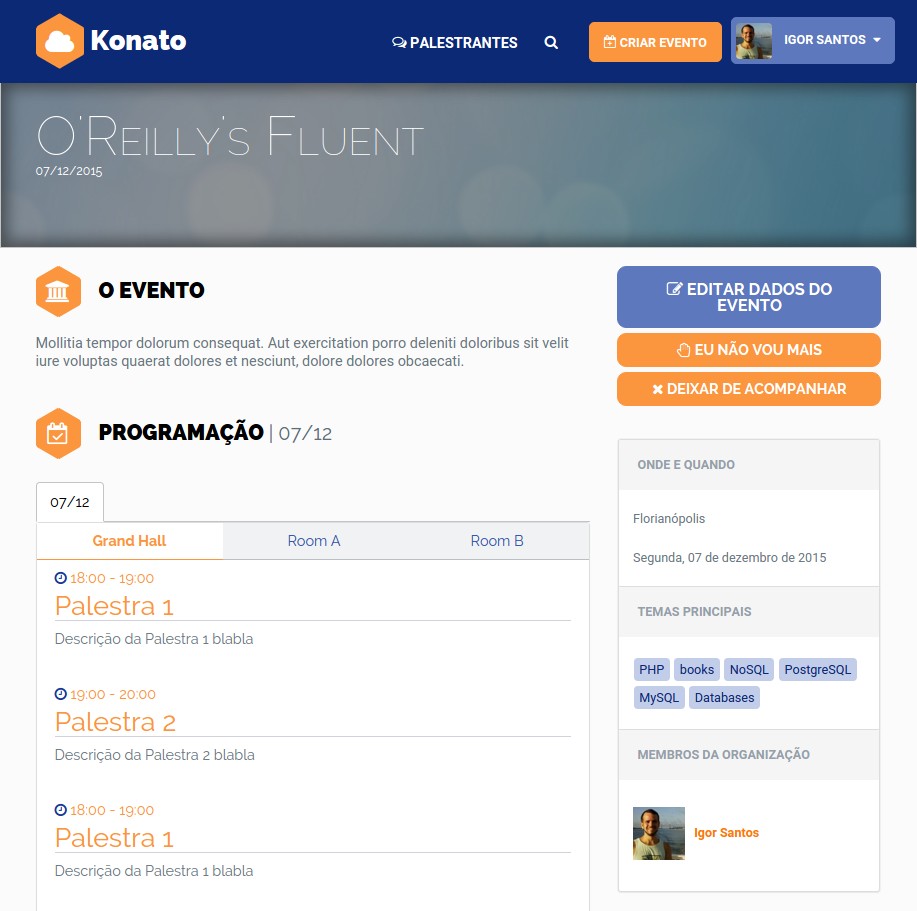 Konato
PALESTRANTES
CRIAR EVENTO
IGOR SANTOS
O'Reilly's Fluent
07/12/2015
O EVENTO
Mollitia tempor dolorum consequat. Aut exercitation porro deleniti doloribus sit velit
iure voluptas quaerat dolores et nesciunt, dolore dolores obcaecati.
PROGRAMAÇÃO | 07/12
07/12
Grand Hall
Room A
Room B
18:00 - 19:00
Palestra 1
Descrição da Palestra 1 blabla
19:00 - 20:00
Palestra 2
Descrição da Palestra 2 blabla
18:00 - 19:00
Palestra 1
Descrição da Palestra 1 blabla
EDITAR DADOS DO
EVENTO
EU NÃO VOU MAIS
DEIXAR DE ACOMPANHAR
ONDE E QUANDO
Florianópolis
Segunda, 07 de dezembro de 2015
TEMAS PRINCIPAIS
PHP books NoSQL PostgreSQL
MySQL Databases
MEMBROS DA ORGANIZAÇÃO
Igor Santos